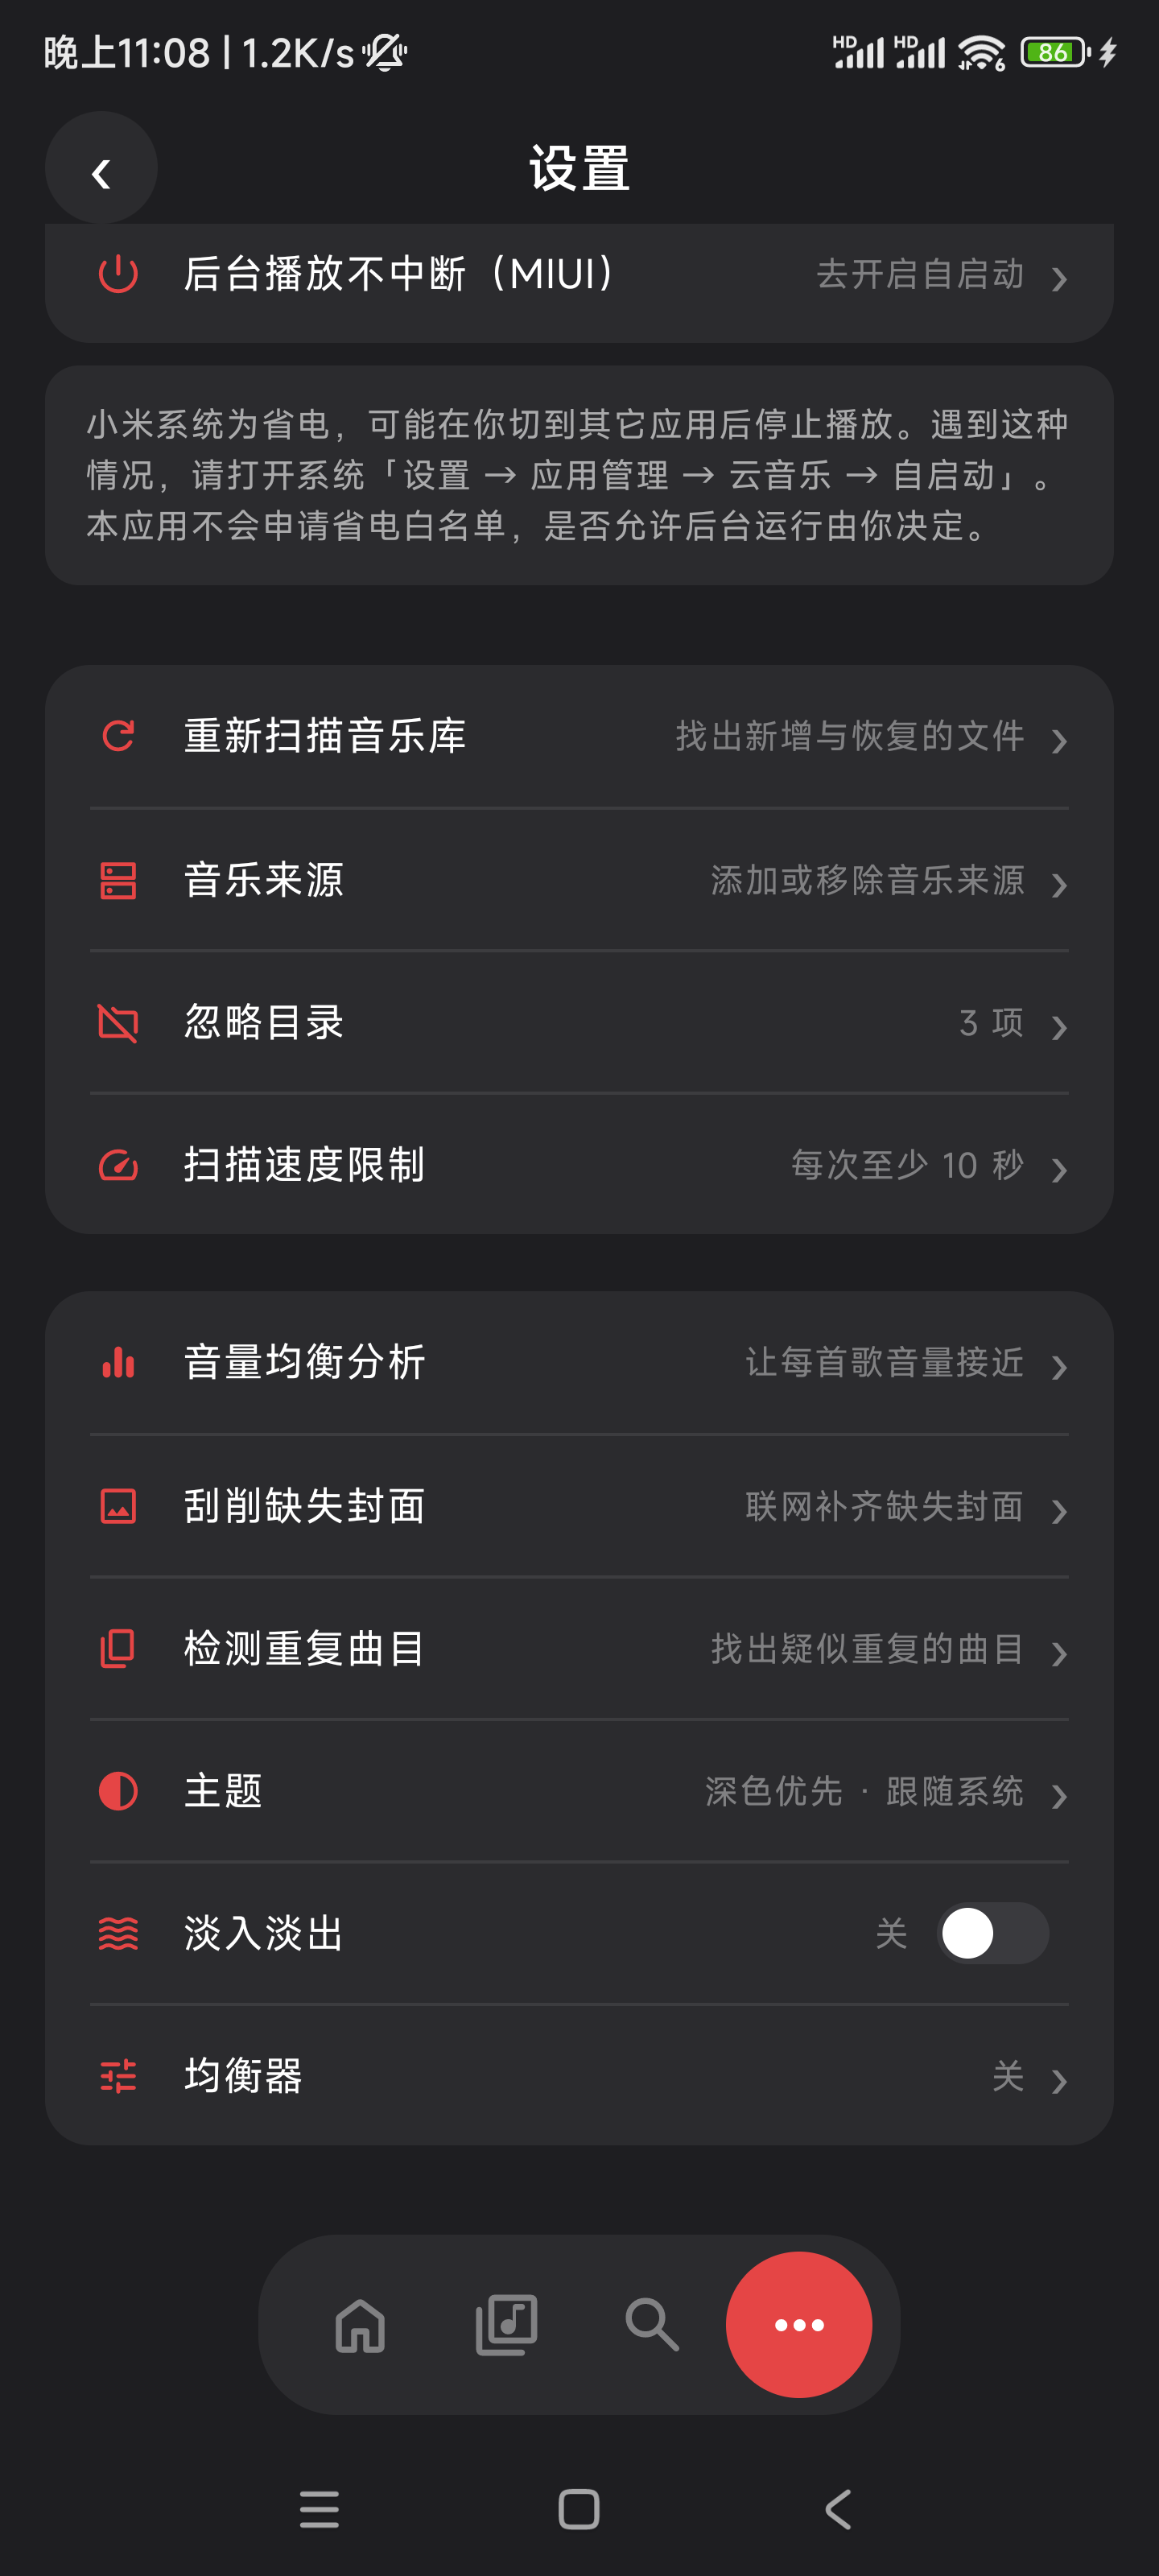 晚上11:08 | 1.2K/s HD HD 6 86
设置
后台播放不中断（MIUI） 去开启自启动
小米系统为省电，可能在你切到其它应用后停止播放。遇到这种
情况，请打开系统「设置 → 应用管理 → 云音乐 → 自启动」。
本应用不会申请省电白名单，是否允许后台运行由你决定。
重新扫描音乐库 找出新增与恢复的文件
音乐来源 添加或移除音乐来源
忽略目录 3 项
扫描速度限制 每次至少 10 秒
音量均衡分析 让每首歌音量接近
刮削缺失封面 联网补齐缺失封面
检测重复曲目 找出疑似重复的曲目
主题 深色优先 · 跟随系统
淡入淡出 关
均衡器 关